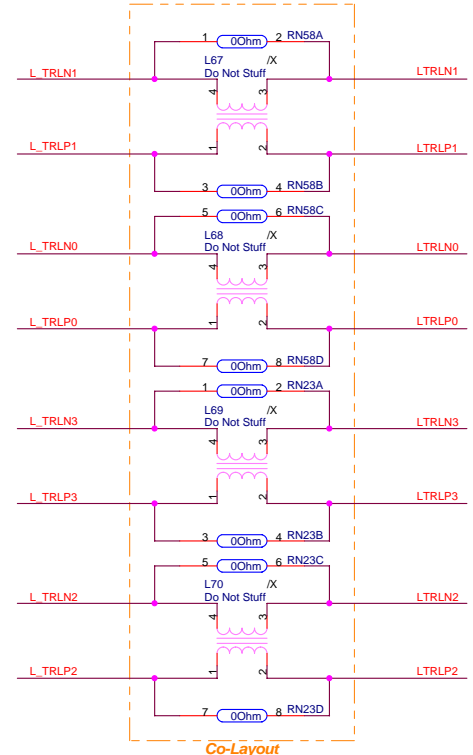 1 0Ohm 2 RN58A
L67 /X
Do Not Stuff
L_TRLN1 LTRLN1
4 3
1 2
L_TRLP1 LTRLP1
3 0Ohm 4 RN58B
5 0Ohm 6 RN58C
L68 /X
Do Not Stuff
L_TRLN0 LTRLN0
4 3
1 2
L_TRLP0 LTRLP0
7 0Ohm 8 RN58D
1 0Ohm 2 RN23A
L69 /X
Do Not Stuff
L_TRLN3 LTRLN3
4 3
1 2
L_TRLP3 LTRLP3
3 0Ohm 4 RN23B
5 0Ohm 6 RN23C
L70 /X
Do Not Stuff
L_TRLN2 LTRLN2
4 3
1 2
L_TRLP2 LTRLP2
7 0Ohm 8 RN23D
Co-Layout